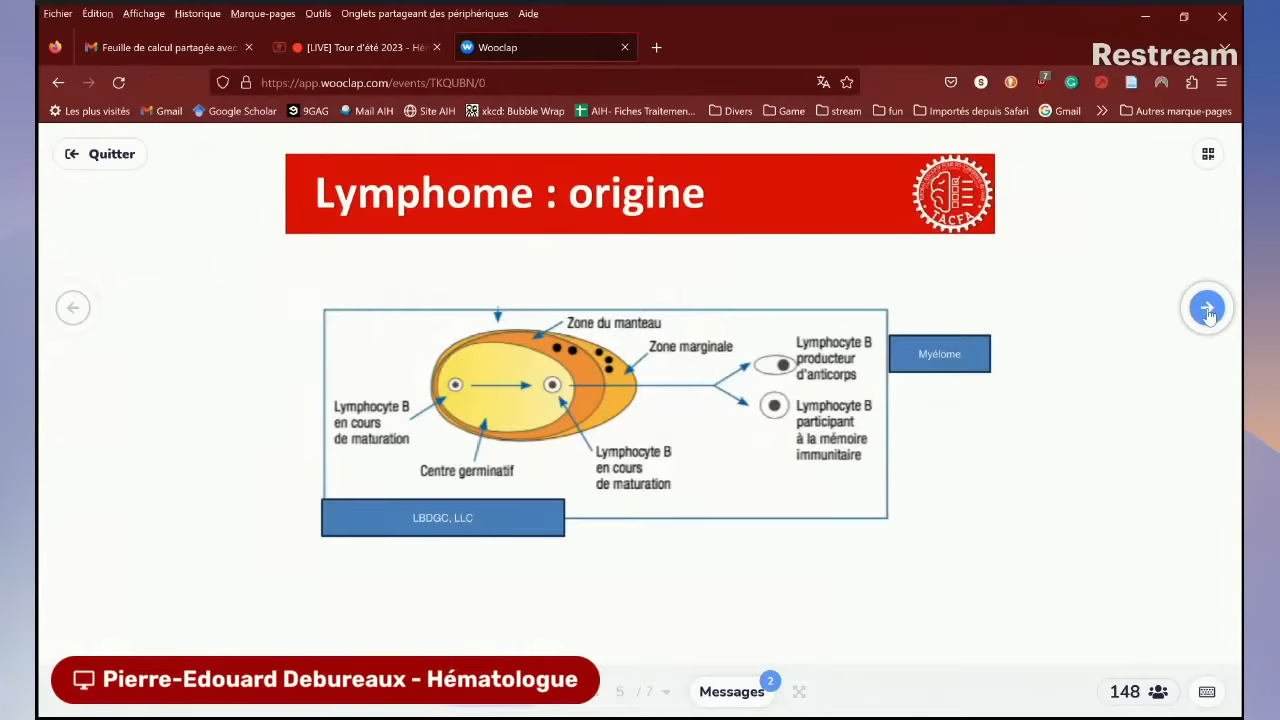 Fichier Édition Affichage Historique Marque-pages Outils Onglets partageant des périphériques Aide
Feuille de calcul partagée avec
[LIVE] Tour d'été 2023 - Hé
Wooclap
Restream
https://app.wooclap.com/events/TKQUBN/0
7
Les plus visités Gmail Google Scholar 9GAG Mail AIH Site AIH xkcd: Bubble Wrap AIH- Fiches Traitemen... Divers Game stream fun Importés depuis Safari Gmail Autres marque-pages
Quitter
Lymphome : origine
TACFA
Zone du manteau
Zone marginale
Lymphocyte B
producteur
d'anticorps
Myélome
Lymphocyte B
en cours
de maturation
Lymphocyte B
participant
à la mémoire
immunitaire
Centre germinatif
Lymphocyte B
en cours
de maturation
LBDGC, LLC
Pierre-Edouard Debureaux - Hématologue
5 / 7
Messages
2
148